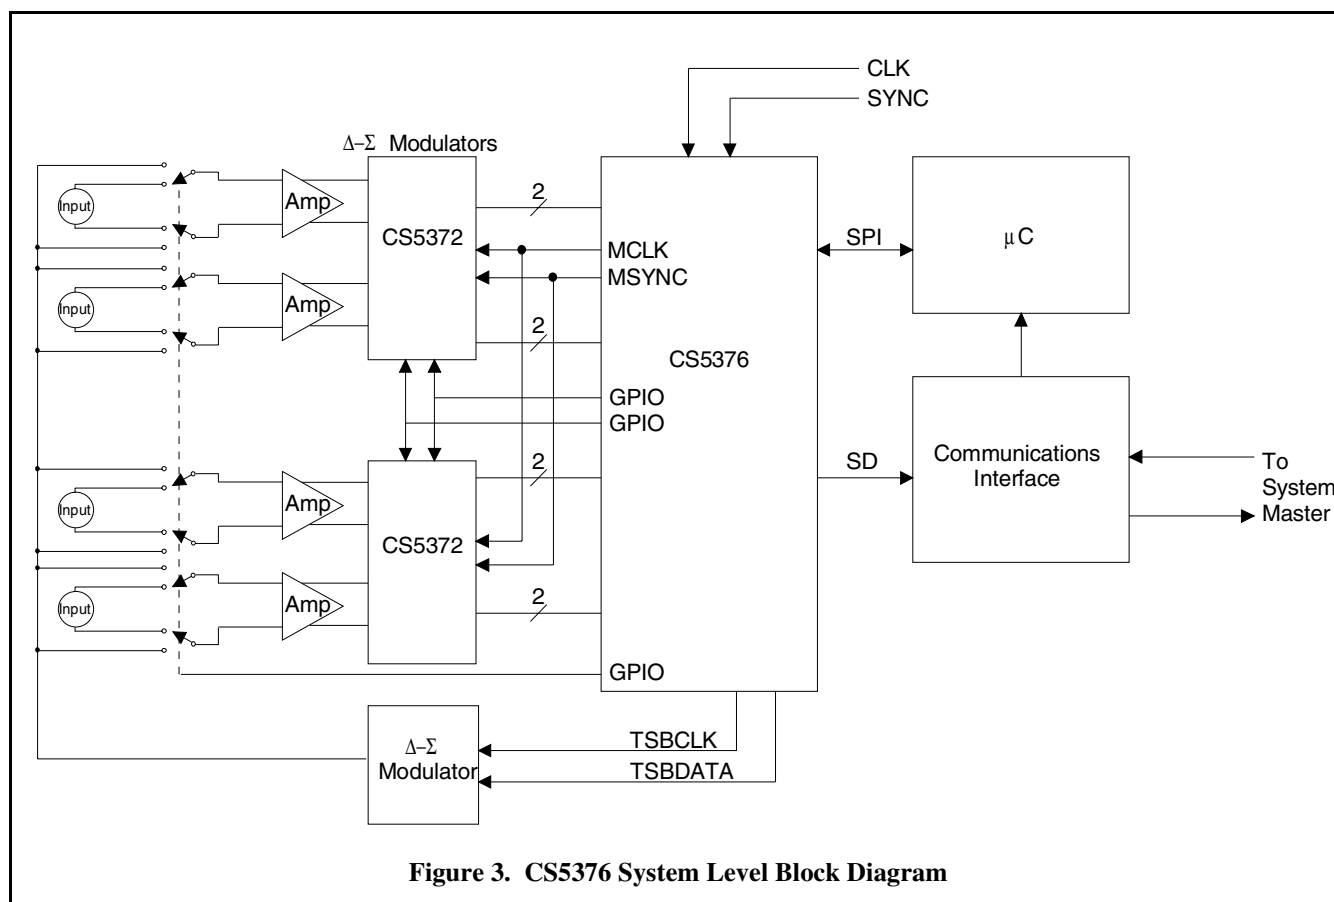 CLK
SYNC
Δ–Σ Modulators
Input
Amp
CS5372
2
MCLK
MSYNC
SPI
μC
Input
Amp
2
CS5376
GPIO
GPIO
Input
Amp
CS5372
2
SD
Communications
Interface
To
System
Master
Input
Amp
2
GPIO
Δ–Σ
Modulator
TSBCLK
TSBDATA
Figure 3. CS5376 System Level Block Diagram